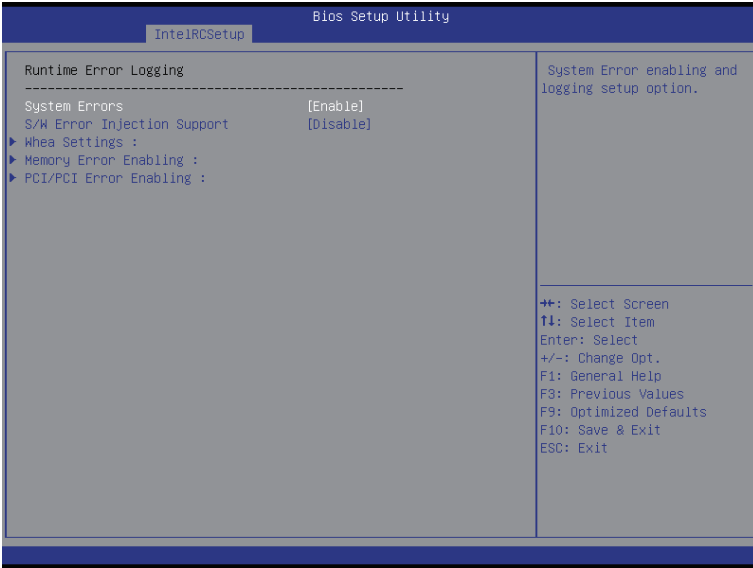 Bios Setup Utility
IntelRCSetup
Runtime Error Logging
--------------------------------------------------
System Errors [Enable]
S/W Error Injection Support [Disable]
Whea Settings :
Memory Error Enabling :
PCI/PCI Error Enabling :
System Error enabling and
logging setup option.
→←: Select Screen
↑↓: Select Item
Enter: Select
+/-: Change Opt.
F1: General Help
F3: Previous Values
F9: Optimized Defaults
F10: Save & Exit
ESC: Exit